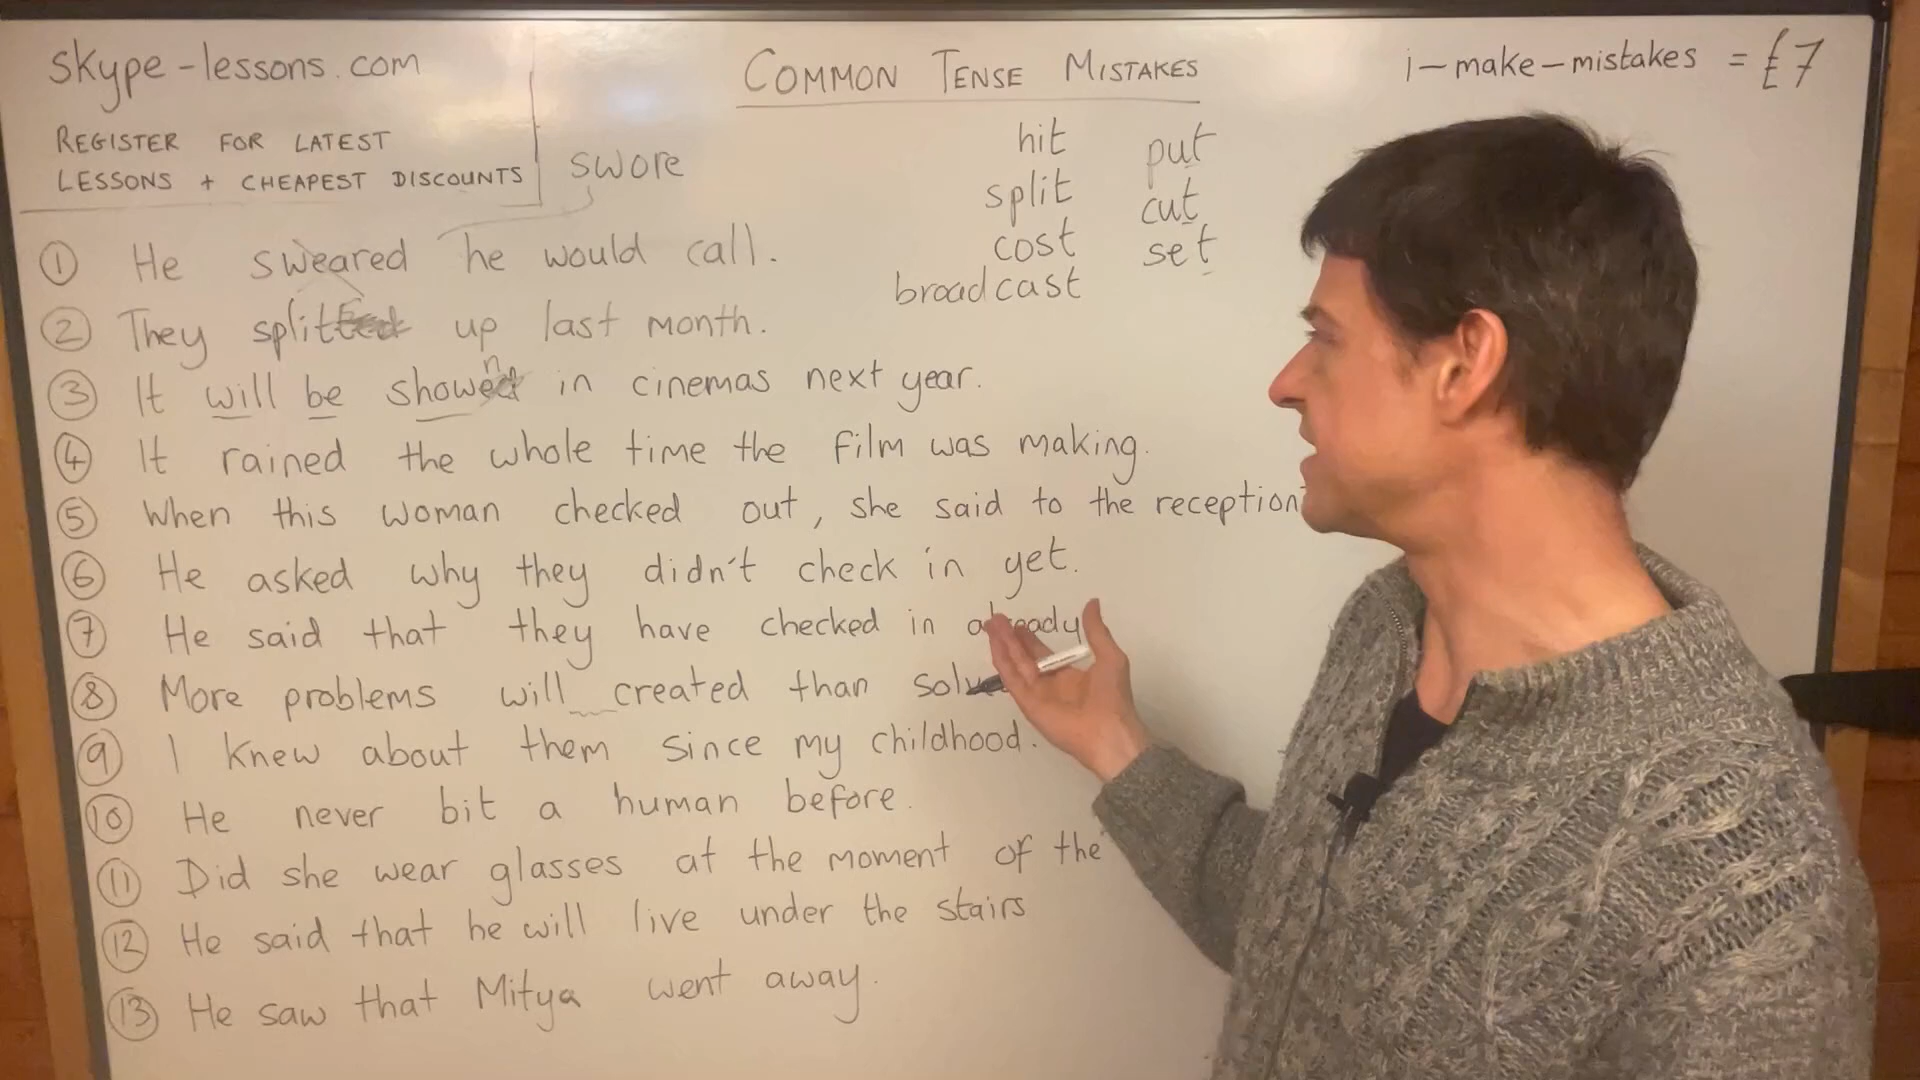 skype-lessons.com
REGISTER FOR LATEST
LESSONS + CHEAPEST DISCOUNTS
COMMON TENSE MISTAKES
i-make-mistakes = £7
swore
hit put
split cut
cost set
broadcast
① He sweared he would call.
② They splitted up last month.
③ It will be shown in cinemas next year.
④ It rained the whole time the film was making.
⑤ When this woman checked out, she said to the reception
⑥ He asked why they didn't check in yet.
⑦ He said that they have checked in already
⑧ More problems will created than
⑨ I knew about them since my childhood.
⑩ He never bit a human before.
⑪ Did she wear glasses at the moment of the
⑫ He said that he will live under the stairs
⑬ He saw that Mitya went away.